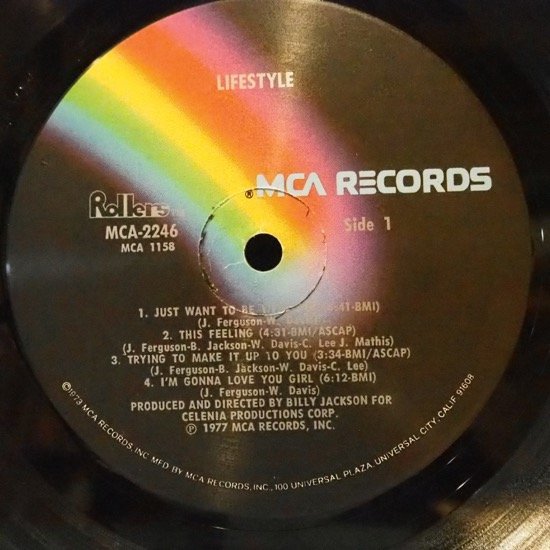 LIFESTYLE
® MCA RECORDS
Rollers
MCA-2246
MCA 1158
Side 1
1. JUST WANT TO BE 41-BMI)
(J. Ferguson-W.
2. THIS FEELING (4:31-BMI/ASCAP)
(J. Ferguson-B. Jackson-W. Davis-C. Lee J. Mathis)
3. TRYING TO MAKE IT UP TO YOU (3:34-BMI/ASCAP)
(J. Ferguson-B. Jackson-W. Davis-C. Lee)
4. I'M GONNA LOVE YOU GIRL (6:12-BMI)
(J. Ferguson-W. Davis)
PRODUCED AND DIRECTED BY BILLY JACKSON FOR
CELENIA PRODUCTIONS CORP.
Ⓟ 1977 MCA RECORDS, INC.
©1973 MCA RECORDS, INC. MFD BY MCA RECORDS, INC., 100 UNIVERSAL PLAZA, UNIVERSAL CITY, CALIF. 91608